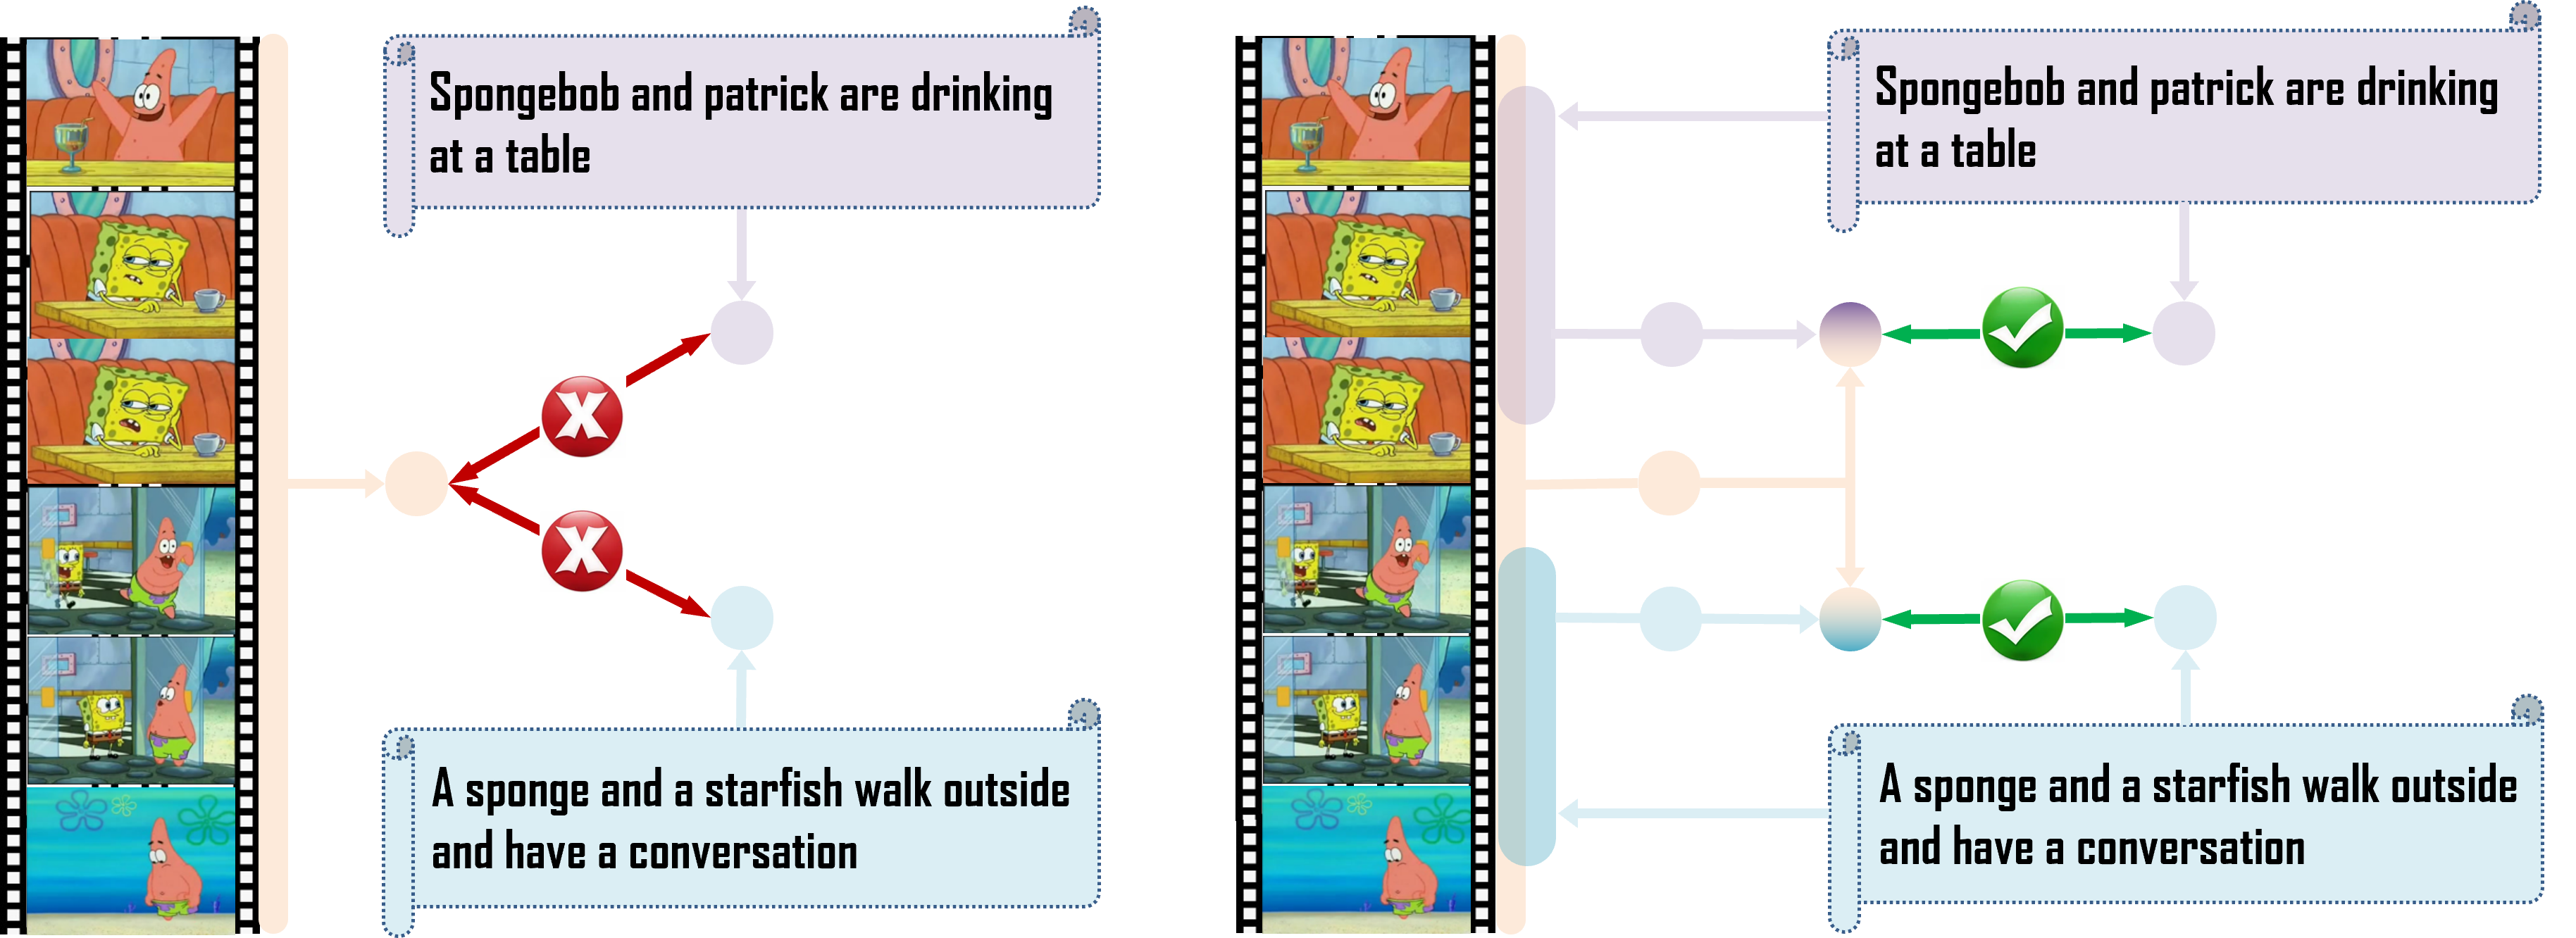 Spongebob and patrick are drinking
at a table
A sponge and a starfish walk outside
and have a conversation
Spongebob and patrick are drinking
at a table
A sponge and a starfish walk outside
and have a conversation